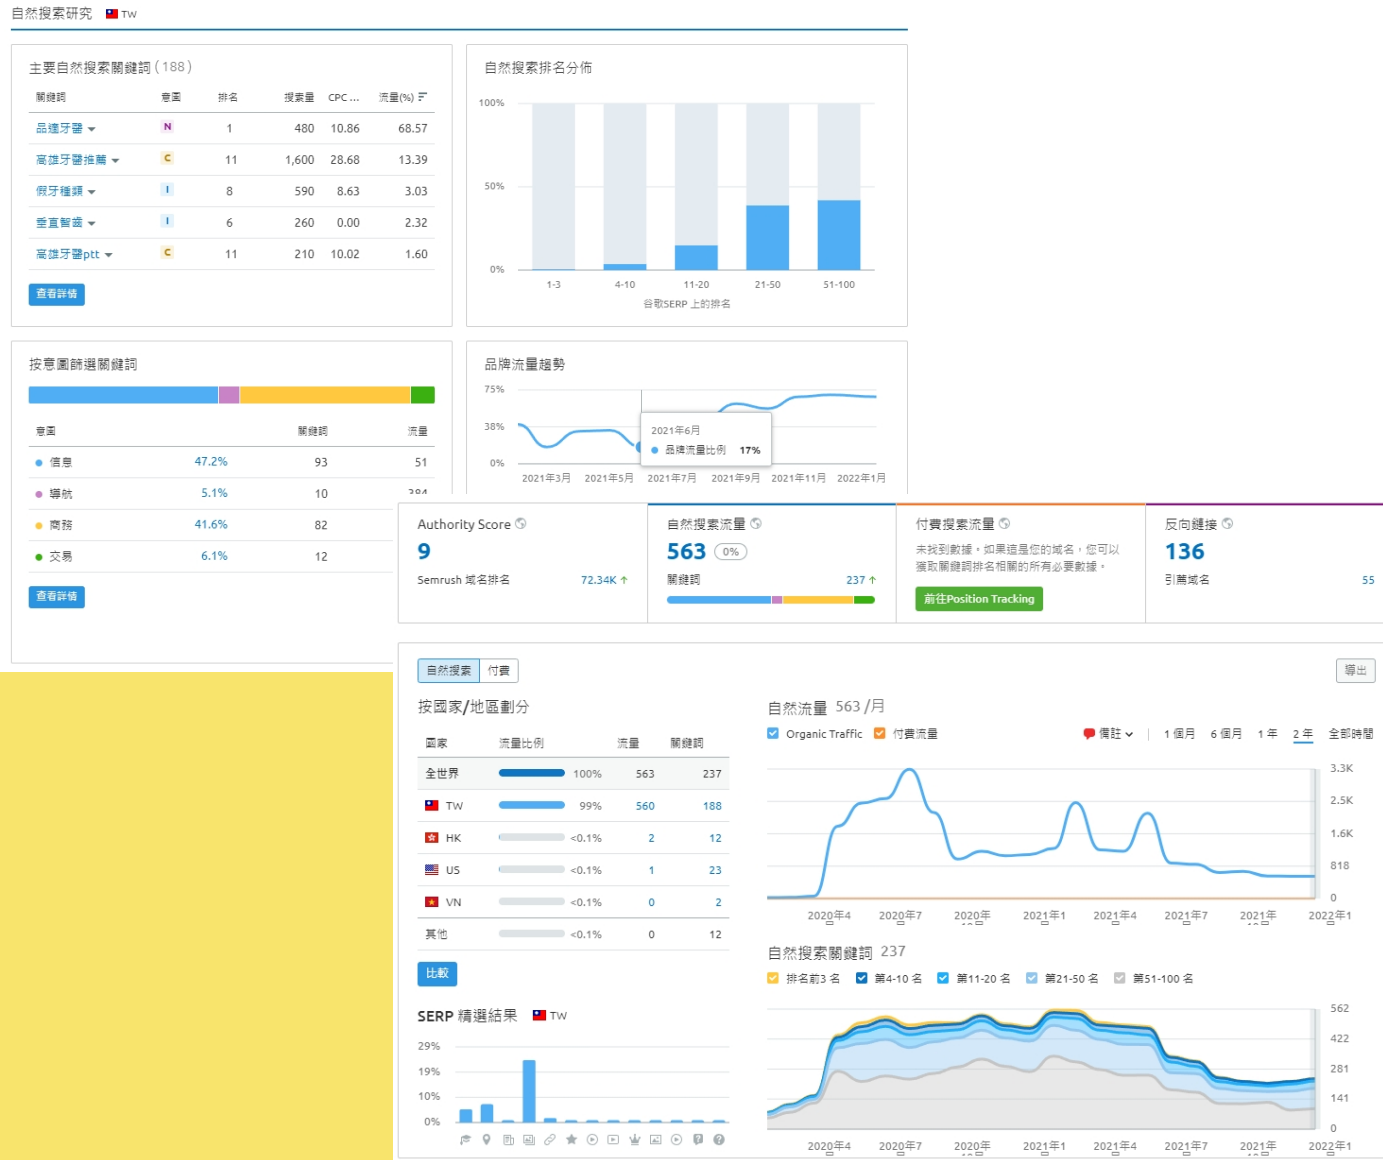 自然搜索研究 TW
主要自然搜索關鍵詞 ( 188 )
關鍵詞 意圖 排名 搜索量 CPC ... 流量(%)
品達牙醫 N 1 480 10.86 68.57
高雄牙醫推薦 C 11 1,600 28.68 13.39
假牙種類 I 8 590 8.63 3.03
垂直智齒 I 6 260 0.00 2.32
高雄牙醫ptt C 11 210 10.02 1.60
查看詳情
自然搜索排名分佈
100%
50%
0%
1-3 4-10 11-20 21-50 51-100
谷歌SERP 上的排名
按意圖篩選關鍵詞
意圖 關鍵詞 流量
信息 47.2% 93 51
導航 5.1% 10 384
商務 41.6% 82
交易 6.1% 12
查看詳情
品牌流量趨勢
75%
38%
0%
2021年6月
品牌流量比例 17%
2021年3月 2021年5月 2021年7月 2021年9月 2021年11月 2022年1月
Authority Score
9
Semrush 域名排名 72.34K ↑
自然搜索流量
563 0%
關鍵詞 237 ↑
付費搜索流量
未找到數據。如果這是您的域名，您可以
獲取關鍵詞排名相關的所有必要數據。
前往Position Tracking
反向鏈接
136
引薦域名 55
自然搜索 付費
導出
按國家/地區劃分
國家 流量比例 流量 關鍵詞
全世界 100% 563 237
TW 99% 560 188
HK <0.1% 2 12
US <0.1% 1 23
VN <0.1% 0 2
其他 <0.1% 0 12
比較
SERP 精選結果 TW
29%
19%
10%
0%
自然流量 563 /月
Organic Traffic 付費流量
備註 1個月 6個月 1年 2年 全部時間
3.3K
2.5K
1.6K
818
0
2020年4 2020年7 2020年 2021年1 2021年4 2021年7 2021年 2022年1
自然搜索關鍵詞 237
排名前3 名 第4-10 名 第11-20 名 第21-50 名 第51-100 名
562
422
281
141
0
2020年4 2020年7 2020年 2021年1 2021年4 2021年7 2021年 2022年1